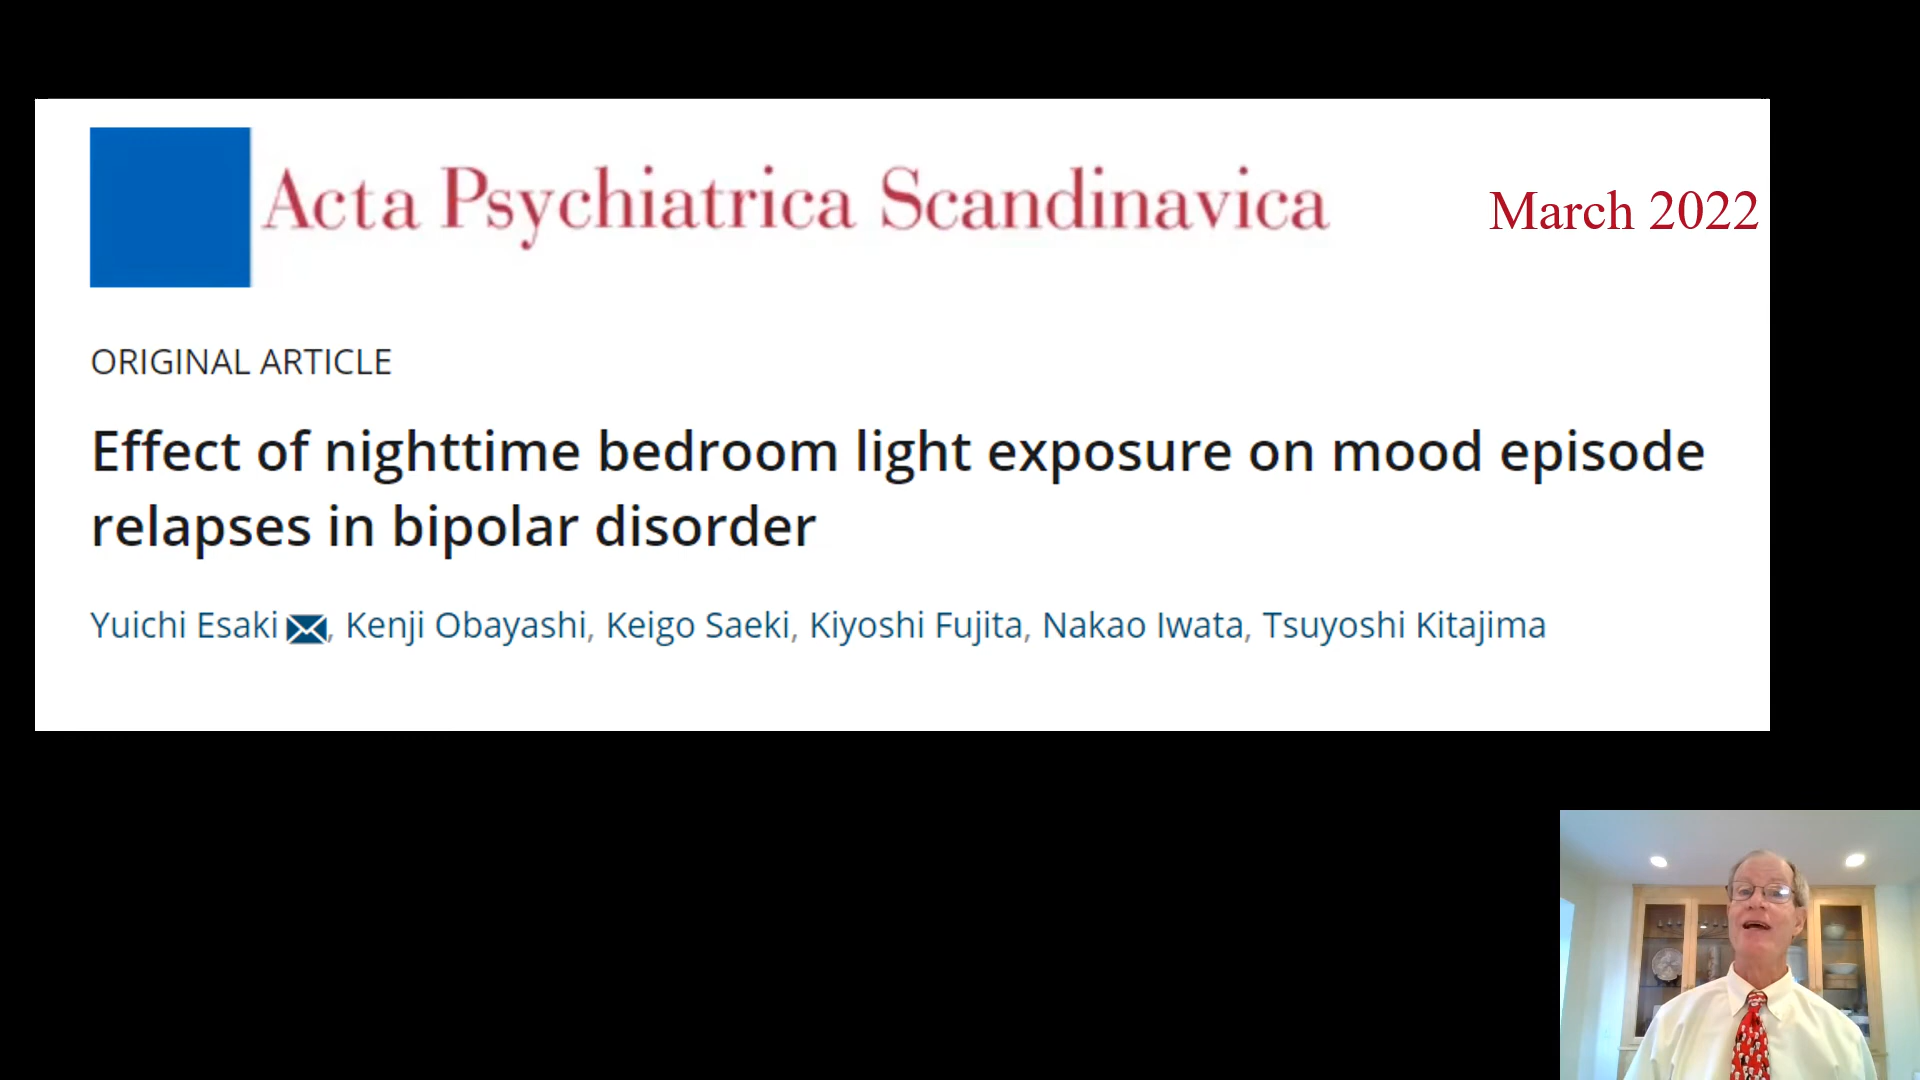 Acta Psychiatrica Scandinavica
March 2022
ORIGINAL ARTICLE
Effect of nighttime bedroom light exposure on mood episode
relapses in bipolar disorder
Yuichi Esaki, Kenji Obayashi, Keigo Saeki, Kiyoshi Fujita, Nakao Iwata, Tsuyoshi Kitajima